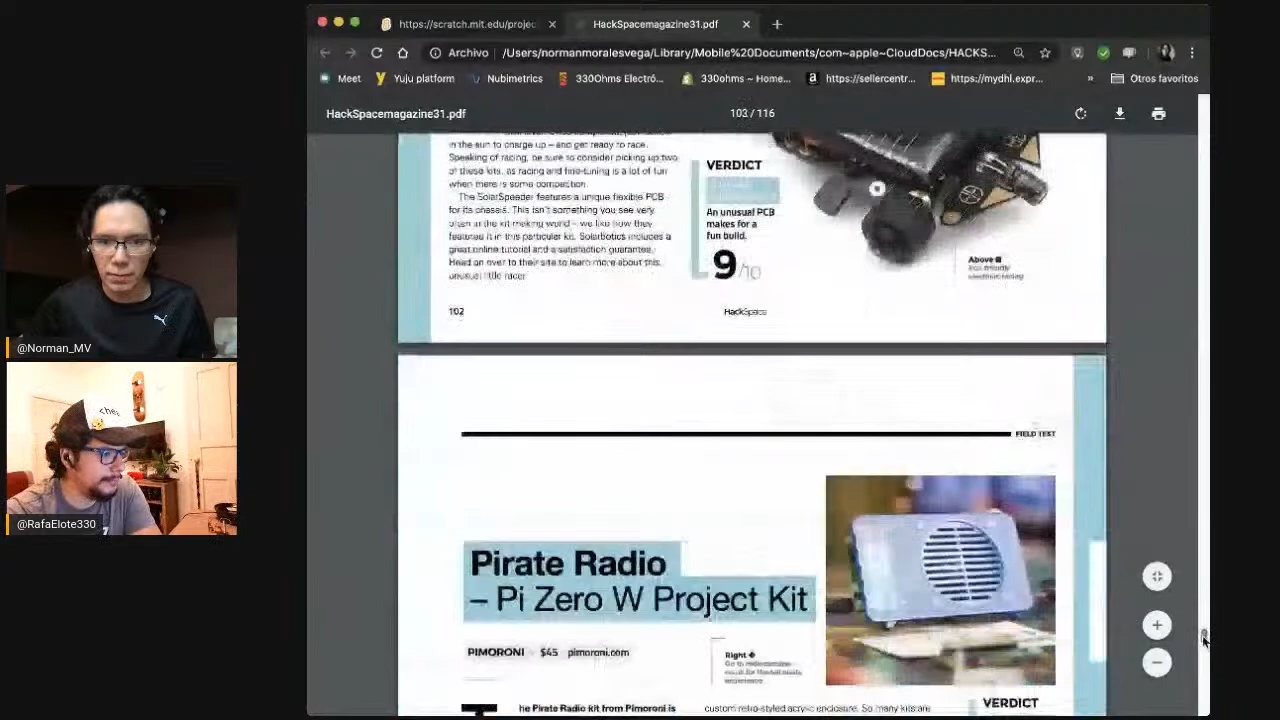 https://scratch.mit.edu/projec
HackSpacemagazine31.pdf
Archivo
/Users/normanmoralesvega/Library/Mobile%20Documents/com~apple~CloudDocs/HACKS...
Meet
Yuju platform
Nubimetrics
330Ohms Electró...
330ohms ~ Home...
https://sellercentr...
https://mydhl.expr...
»
Otros favoritos
HackSpacemagazine31.pdf
103 / 116
in the sun to charge up – and get ready to race.
Speaking of racing, be sure to consider picking up two
of these kits, as racing and fine-tuning is a lot of fun
when there is some competition.
The SolarSpeeder features a unique flexible PCB
for its chassis. This isn't something you see very
often in the kit making world – we like how they
featured it in this particular kit. Solarbotics includes a
great online tutorial and a satisfaction guarantee.
Head on over to their site to learn more about this
unusual little racer.
VERDICT
An unusual PCB
makes for a
fun build.
9/10
Above
102
HackSpace
FIELD TEST
Pirate Radio
– Pi Zero W Project Kit
PIMORONI $45 pimoroni.com
Right
VERDICT
he Pirate Radio kit from Pimoroni is
custom retro-styled acrylic enclosure. So many kits are
@Norman_MV
chef
@RafaElote330